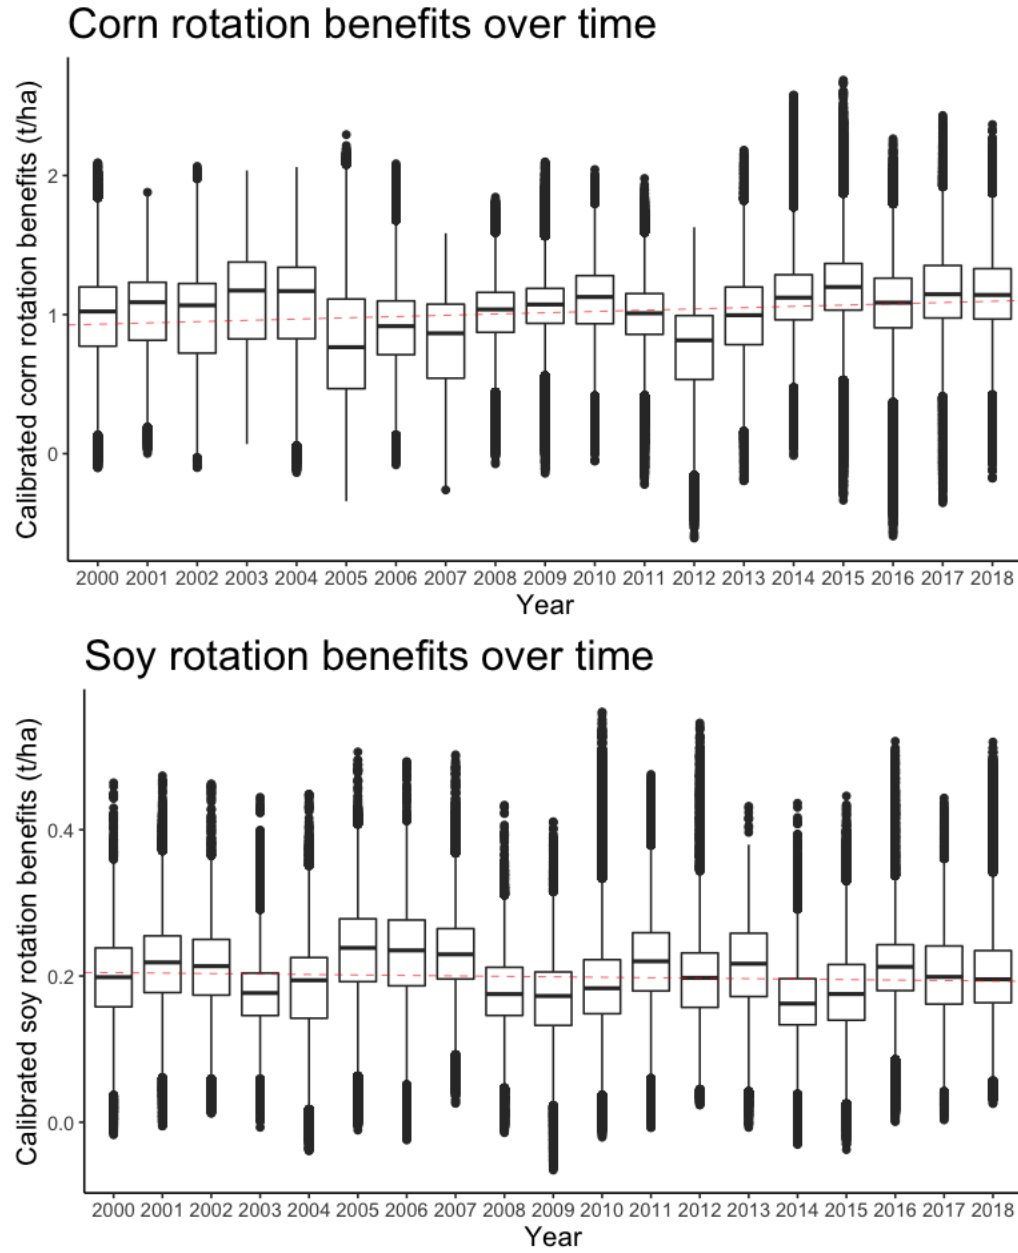 Corn rotation benefits over time
Calibrated corn rotation benefits (t/ha)
2
1
0
2000 2001 2002 2003 2004 2005 2006 2007 2008 2009 2010 2011 2012 2013 2014 2015 2016 2017 2018
Year
Soy rotation benefits over time
Calibrated soy rotation benefits (t/ha)
0.4
0.2
0.0
2000 2001 2002 2003 2004 2005 2006 2007 2008 2009 2010 2011 2012 2013 2014 2015 2016 2017 2018
Year